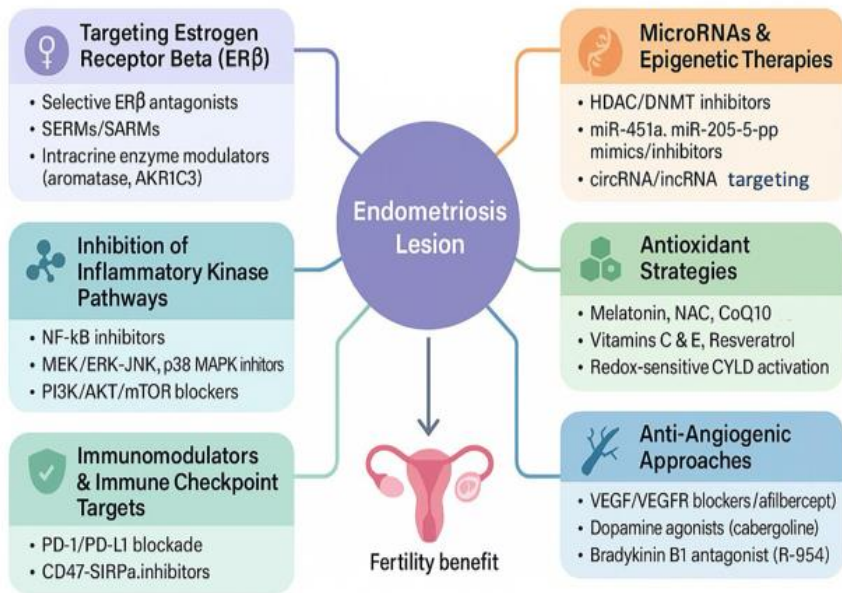 Targeting Estrogen
Receptor Beta (ERβ)
• Selective ERβ antagonists
• SERMs/SARMs
• Intracrine enzyme modulators
(aromatase, AKR1C3)
Inhibition of
Inflammatory Kinase
Pathways
• NF-kB inhibitors
• MEK/ERK-JNK, p38 MAPK inhitors
• PI3K/AKT/mTOR blockers
Immunomodulators
& Immune Checkpoint
Targets
• PD-1/PD-L1 blockade
• CD47-SIRPa.inhibitors
Endometriosis
Lesion
Fertility benefit
MicroRNAs &
Epigenetic Therapies
• HDAC/DNMT inhibitors
• miR-451a. miR-205-5-pp
mimics/inhibitors
• circRNA/incRNA targeting
Antioxidant
Strategies
• Melatonin, NAC, CoQ10
• Vitamins C & E, Resveratrol
• Redox-sensitive CYLD activation
Anti-Angiogenic
Approaches
• VEGF/VEGFR blockers/afilbercept)
• Dopamine agonists (cabergoline)
• Bradykinin B1 antagonist (R-954)